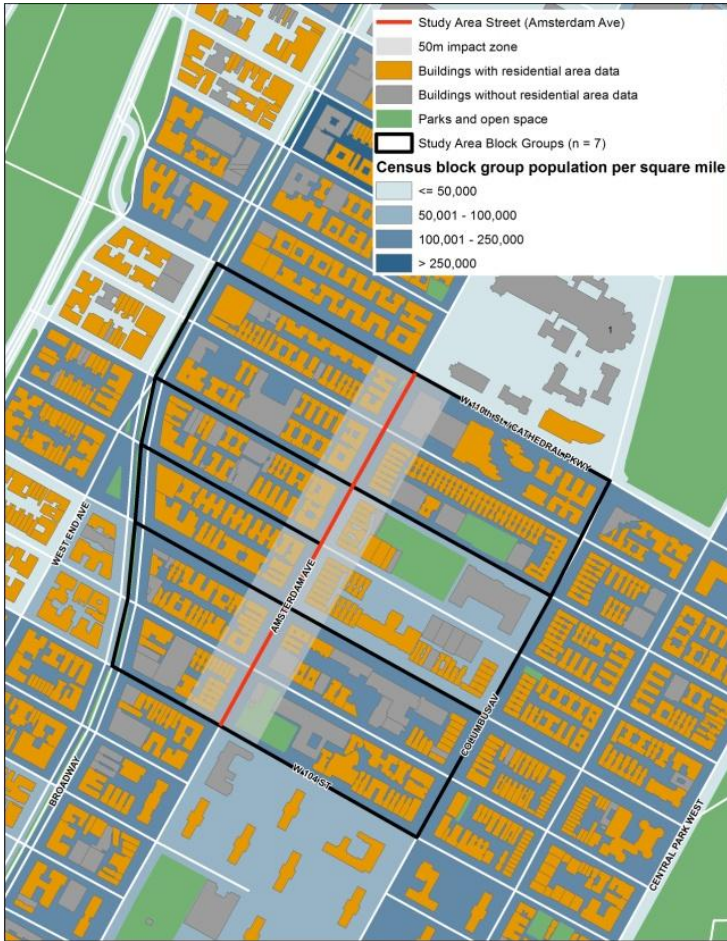 Study Area Street (Amsterdam Ave)
50m impact zone
Buildings with residential area data
Buildings without residential area data
Parks and open space
Study Area Block Groups (n = 7)
Census block group population per square mile
<= 50,000
50,001 - 100,000
100,001 - 250,000
> 250,000
1
W 110th St. / CATHEDRAL PKWY
WEST END AVE
AMSTERDAM AVE
COLUMBUS AV
BROADWAY
W 104 ST
CENTRAL PARK WEST